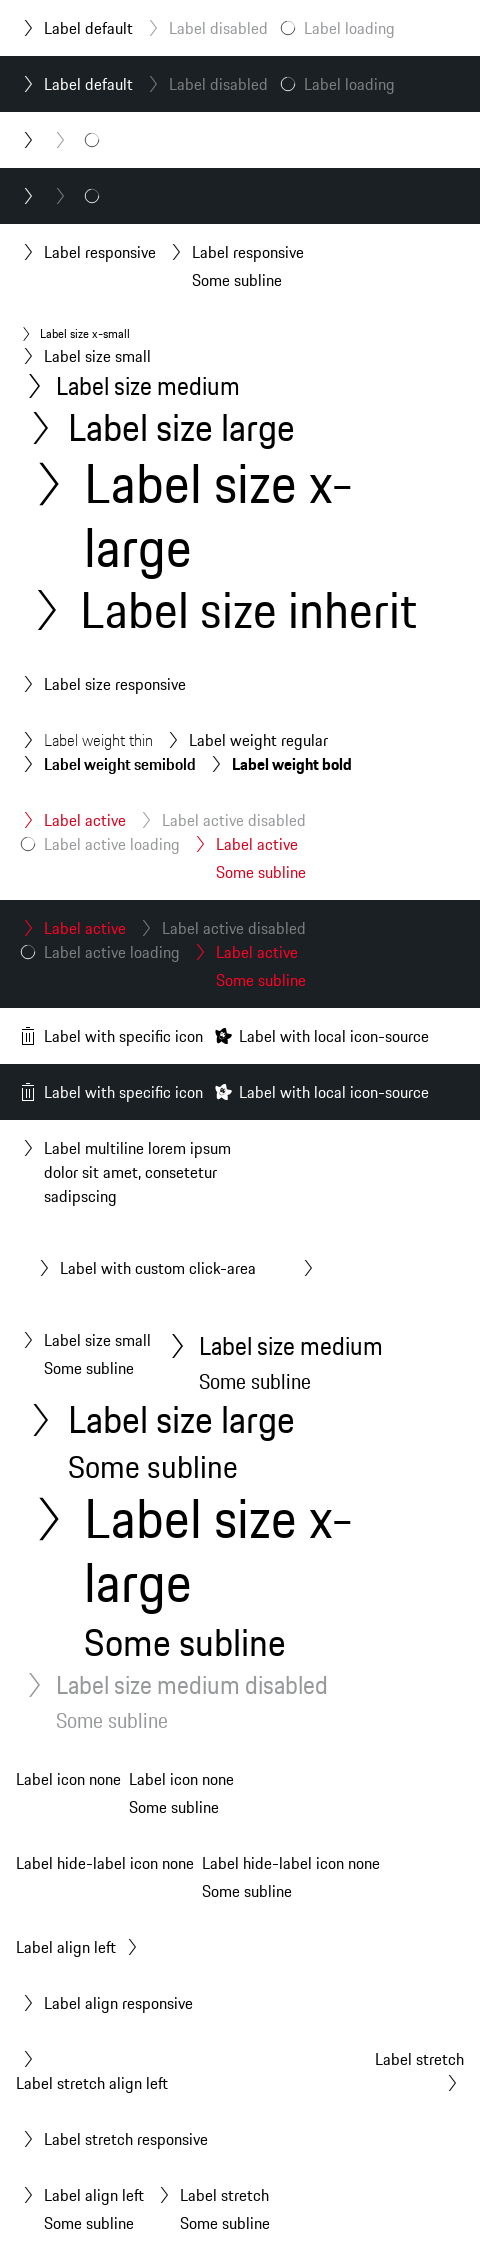 Label default Label disabled Label loading
Label default Label disabled Label loading
Label responsive Label responsive
Some subline
Label size x-small
Label size small
Label size medium
Label size large
Label size x-
large
Label size inherit
Label size responsive
Label weight thin Label weight regular
Label weight semibold Label weight bold
Label active Label active disabled
Label active loading Label active
Some subline
Label active Label active disabled
Label active loading Label active
Some subline
Label with specific icon Label with local icon-source
Label with specific icon Label with local icon-source
Label multiline lorem ipsum
dolor sit amet, consetetur
sadipscing
Label with custom click-area
Label size small Label size medium
Some subline Some subline
Label size large
Some subline
Label size x-
large
Some subline
Label size medium disabled
Some subline
Label icon none Label icon none
Some subline
Label hide-label icon none Label hide-label icon none
Some subline
Label align left
Label align responsive
Label stretch
Label stretch align left
Label stretch responsive
Label align left Label stretch
Some subline Some subline